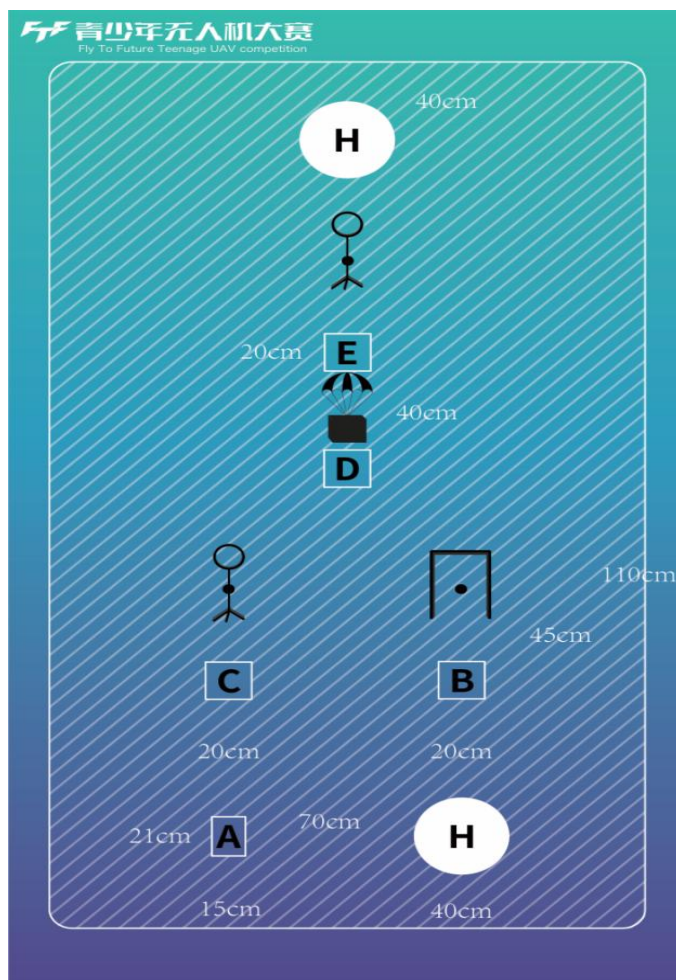 FTF 青少年无人机大赛
Fly To Future Teenage UAV competition
40cm
H
20cm
E
40cm
D
110cm
45cm
C
B
20cm
20cm
21cm
A
70cm
H
15cm
40cm